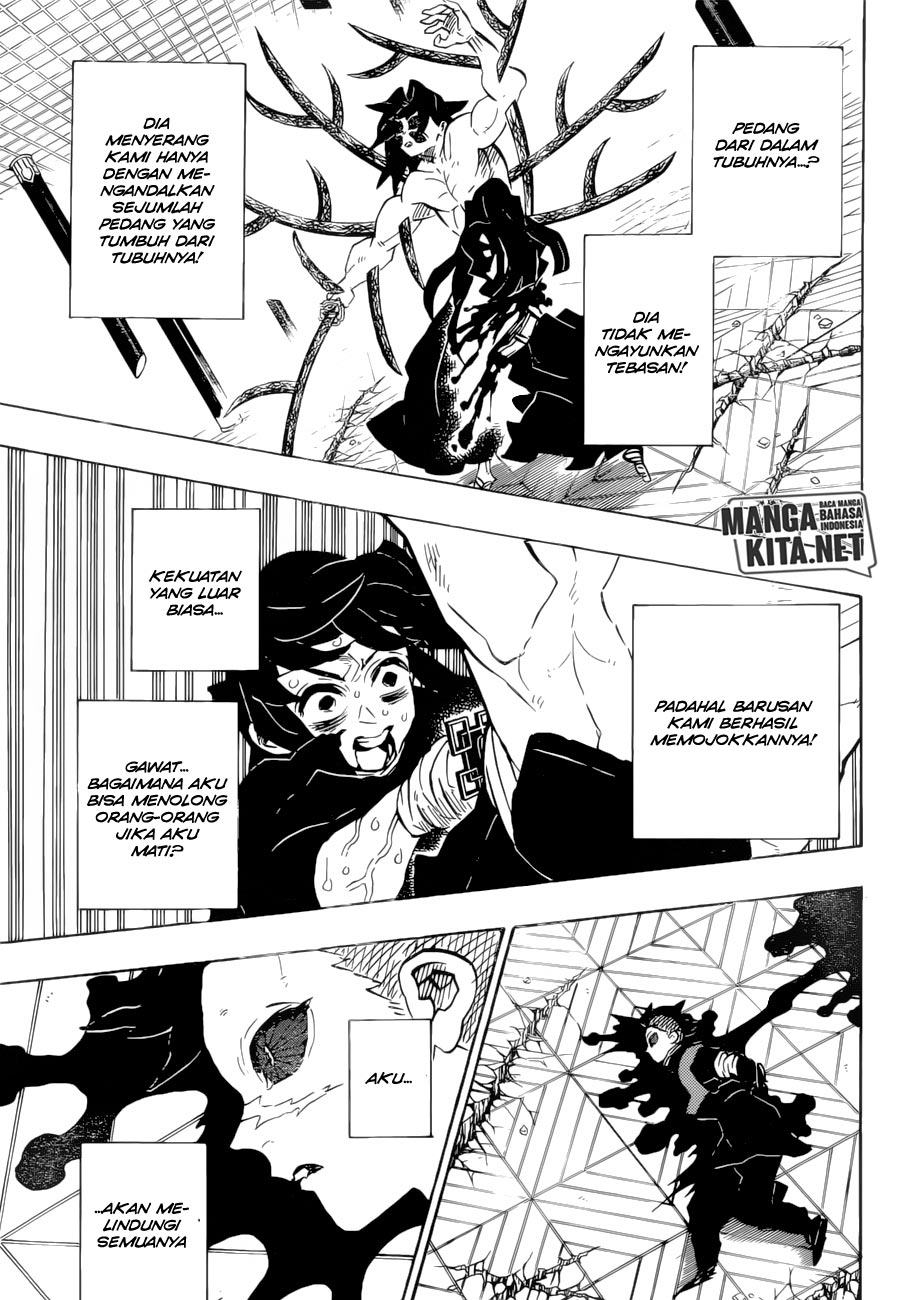 PEDANG
DARI DALAM
TUBUHNYA...?
DIA
TIDAK ME-
NGAYUNKAN
TEBASAN!
DIA
MENYERANG
KAMI HANYA
DENGAN ME-
NGANDALKAN
SEJUMLAH
PEDANG YANG
TUMBUH DARI
TUBUHNYA!
MANGA
KITA.NET
BACA MANGA
BAHASA
INDONESIA
PADAHAL BARUSAN
KAMI BERHASIL
MEMOJOKKANNYA!
KEKUATAN
YANG LUAR
BIASA...
GAWAT...
BAGAIMANA AKU
BISA MENOLONG
ORANG-ORANG
JIKA AKU
MATI?
AKU...
...AKAN ME-
LINDUNGI
SEMUANYA